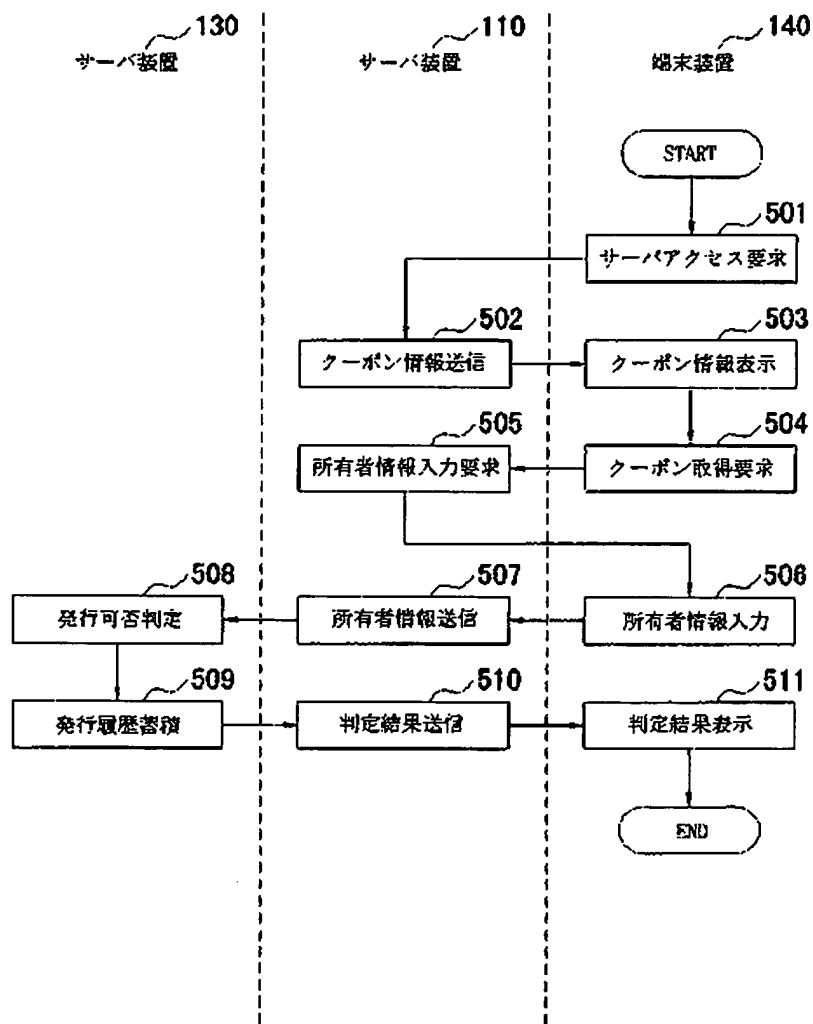 130
110
140
サーバ装置
サーバ装置
端末装置
START
501
サーバアクセス要求
502
503
クーポン情報送信
クーポン情報表示
505
504
所有者情報入力要求
クーポン取得要求
508
507
506
発行可否判定
所有者情報送信
所有者情報入力
509
510
511
発行履歴蓄積
判定結果送信
判定結果表示
END